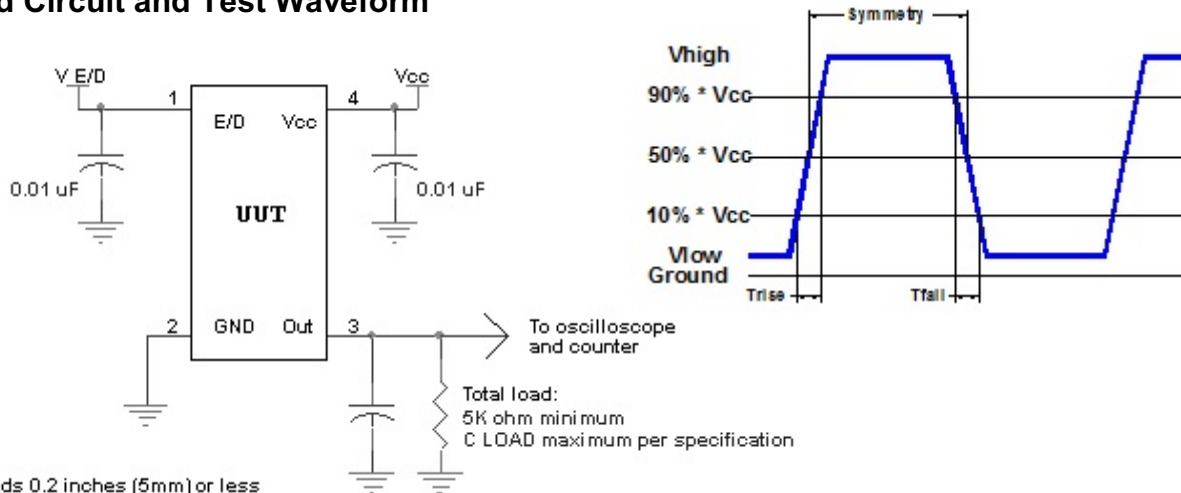 d Circuit and Test Waveform
V E/D
Vcc
1
4
E/D
Vcc
0.01 uF
0.01 uF
UUT
2
GND
Out
3
To oscilloscope
and counter
Total load:
5K ohm minimum
C LOAD maximum per specification
ds 0.2 inches (5mm) or less
Symmetry
Vhigh
90% * Vcc
50% * Vcc
10% * Vcc
Vlow
Ground
Trise
Tfall